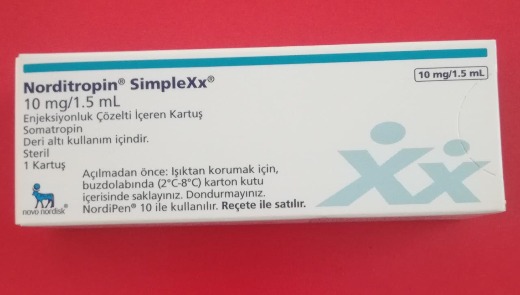 Norditropin® SimpleXx®
10 mg/1.5 mL
10 mg/1.5 mL
Enjeksiyonluk Çözelti İçeren Kartuş
Somatropin
Deri altı kullanım içindir.
Steril
1 Kartuş
Xx
Açılmadan önce: Işıktan korumak için,
buzdolabında (2°C-8°C) karton kutu
içerisinde saklayınız. Dondurmayınız.
NordiPen® 10 ile kullanılır. Reçete ile satılır.
novo nordisk®